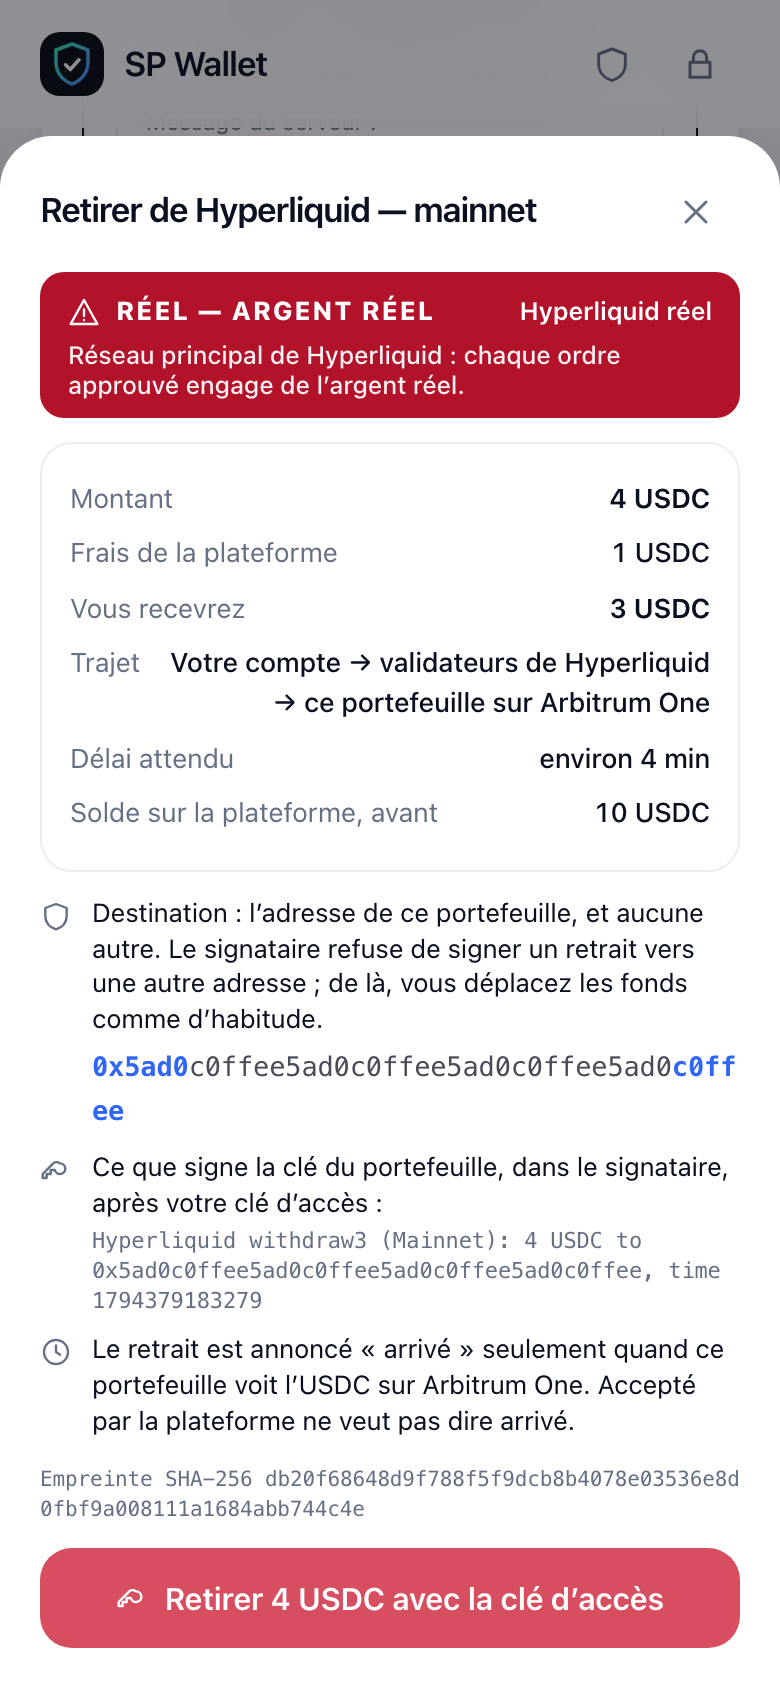 SP Wallet
Message du serveur :
Retirer de Hyperliquid — mainnet
RÉEL — ARGENT RÉEL Hyperliquid réel
Réseau principal de Hyperliquid : chaque ordre
approuvé engage de l’argent réel.
Montant 4 USDC
Frais de la plateforme 1 USDC
Vous recevrez 3 USDC
Trajet Votre compte → validateurs de Hyperliquid
→ ce portefeuille sur Arbitrum One
Délai attendu environ 4 min
Solde sur la plateforme, avant 10 USDC
Destination : l’adresse de ce portefeuille, et aucune
autre. Le signataire refuse de signer un retrait vers
une autre adresse ; de là, vous déplacez les fonds
comme d’habitude.
0x5ad0c0ffee5ad0c0ffee5ad0c0ffee5ad0c0ff
ee
Ce que signe la clé du portefeuille, dans le signataire,
après votre clé d’accès :
Hyperliquid withdraw3 (Mainnet): 4 USDC to
0x5ad0c0ffee5ad0c0ffee5ad0c0ffee5ad0c0ffee, time
1794379183279
Le retrait est annoncé « arrivé » seulement quand ce
portefeuille voit l’USDC sur Arbitrum One. Accepté
par la plateforme ne veut pas dire arrivé.
Empreinte SHA-256 db20f68648d9f788f5f9dcb8b4078e03536e8d
0fbf9a008111a1684abb744c4e
Retirer 4 USDC avec la clé d’accès